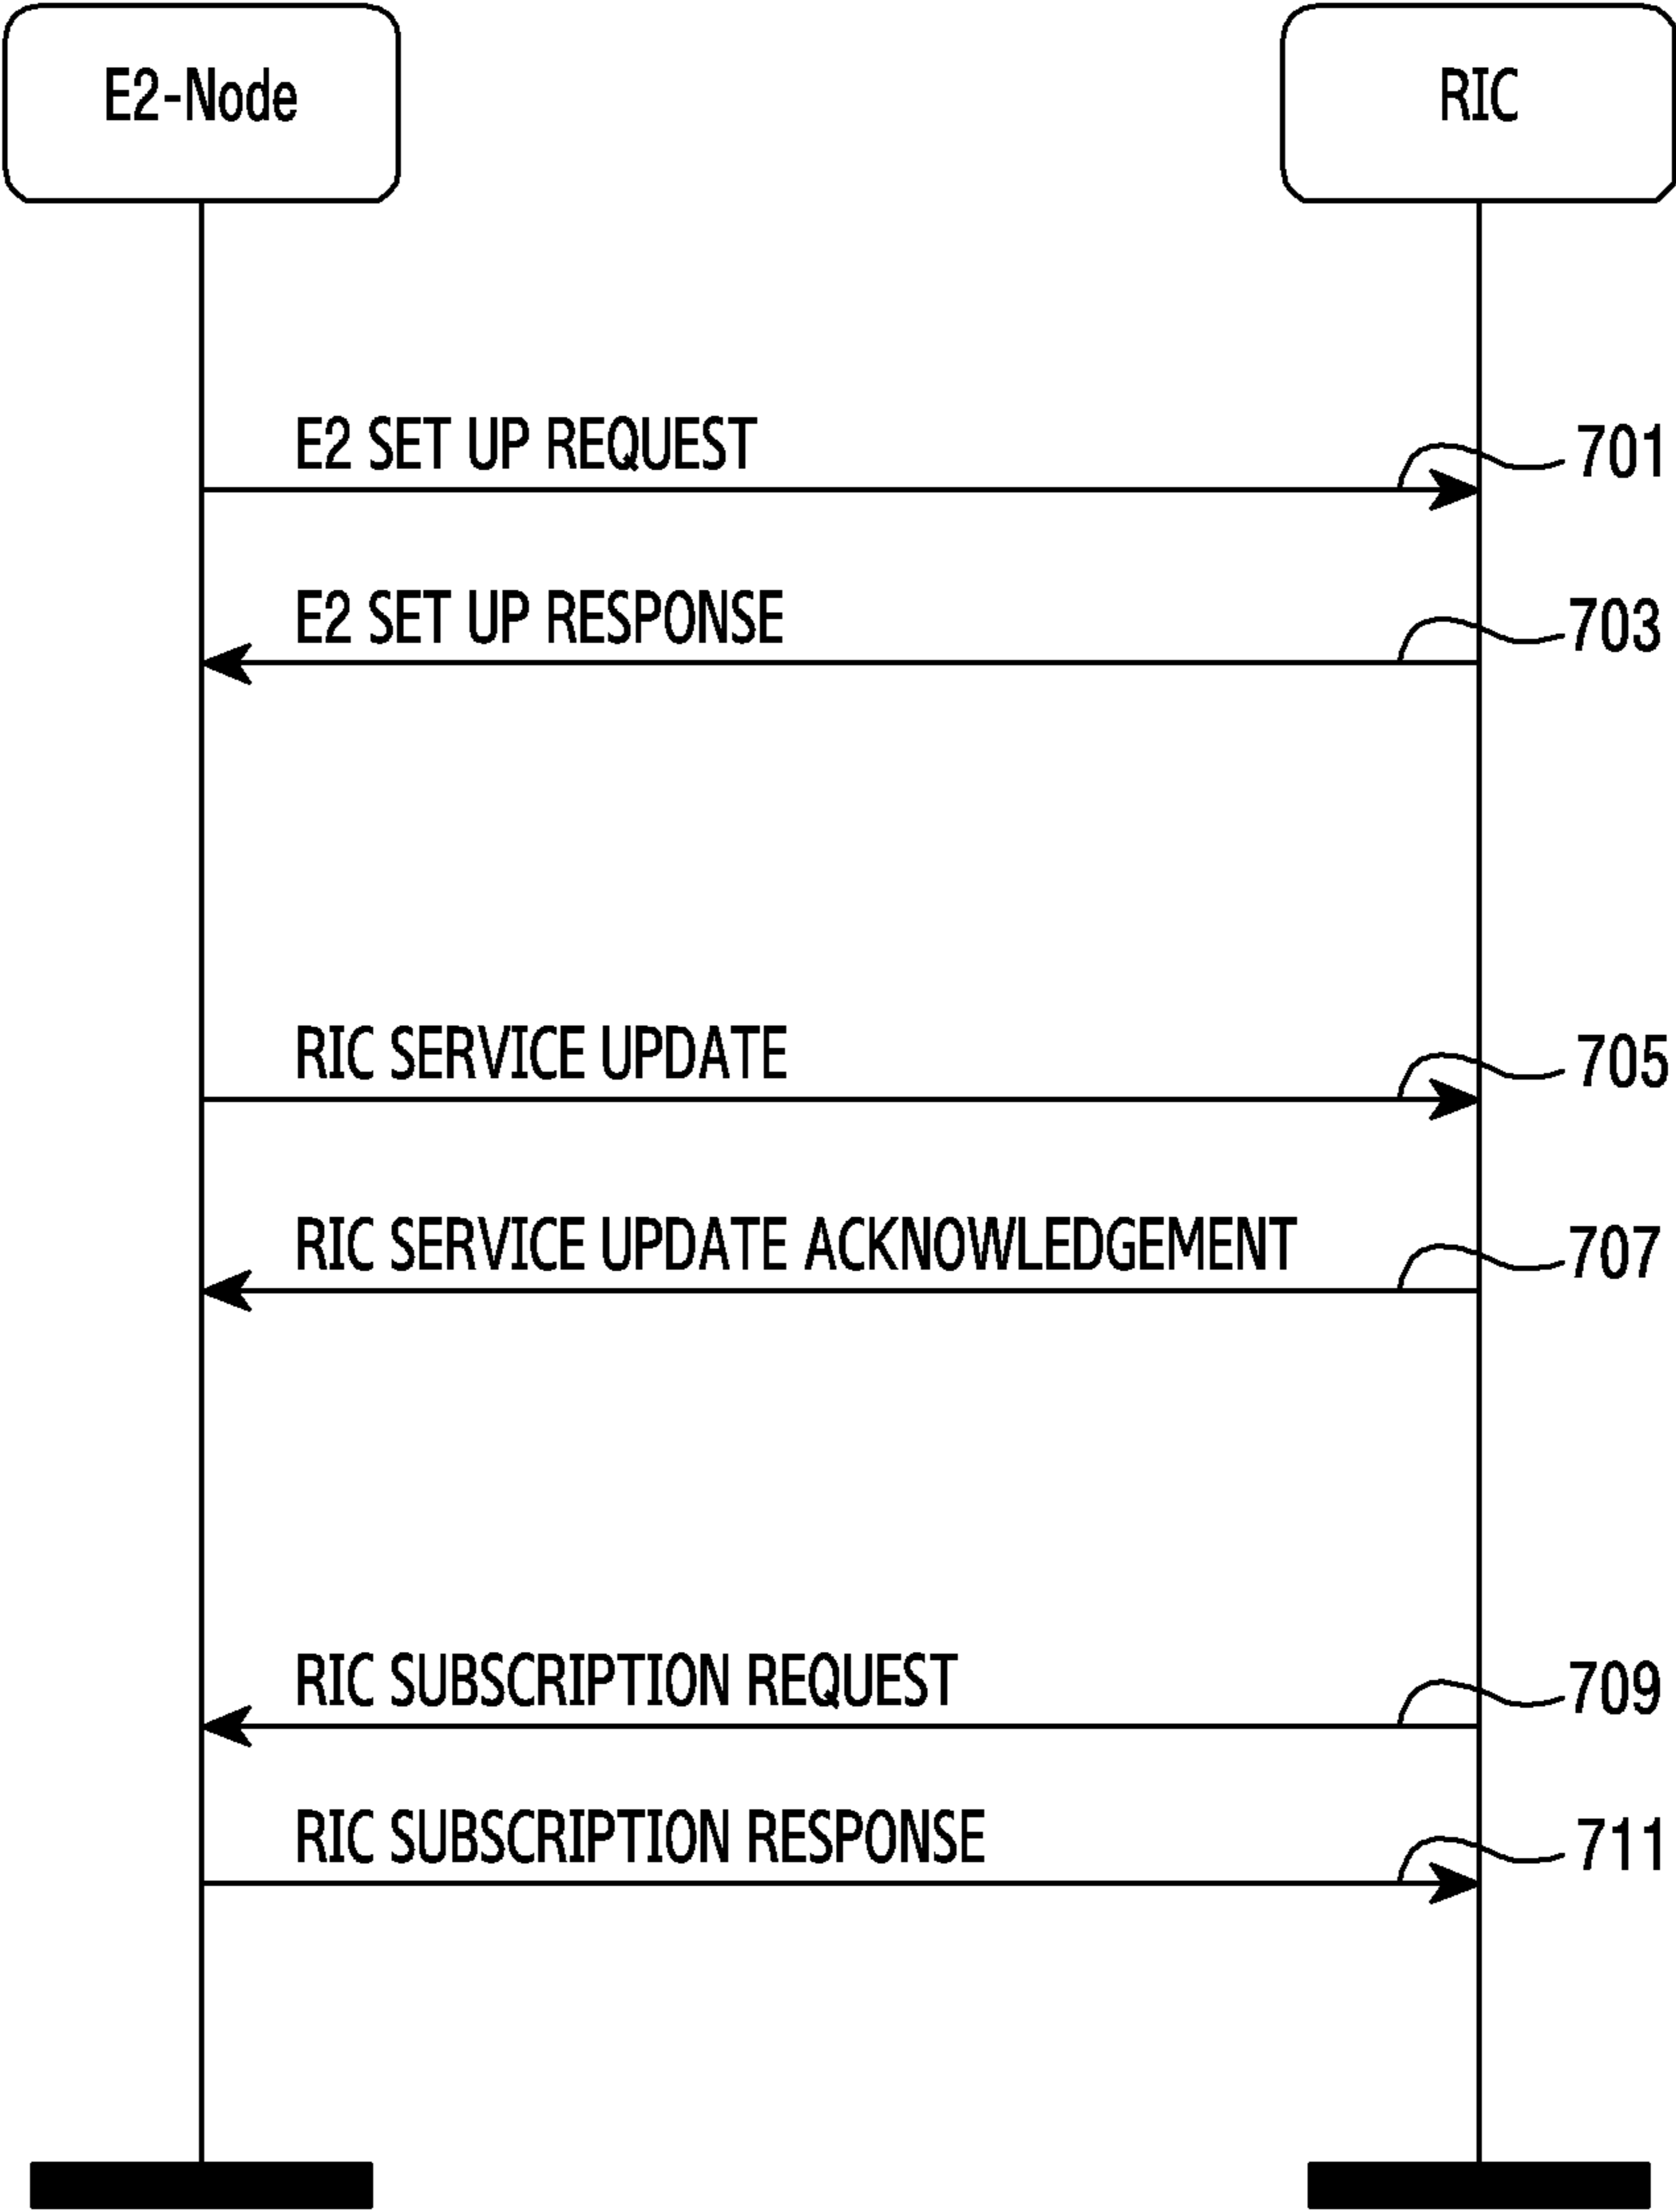 E2-Node
RIC
E2 SET UP REQUEST
701
E2 SET UP RESPONSE
703
RIC SERVICE UPDATE
705
RIC SERVICE UPDATE ACKNOWLEDGEMENT
707
RIC SUBSCRIPTION REQUEST
709
RIC SUBSCRIPTION RESPONSE
711